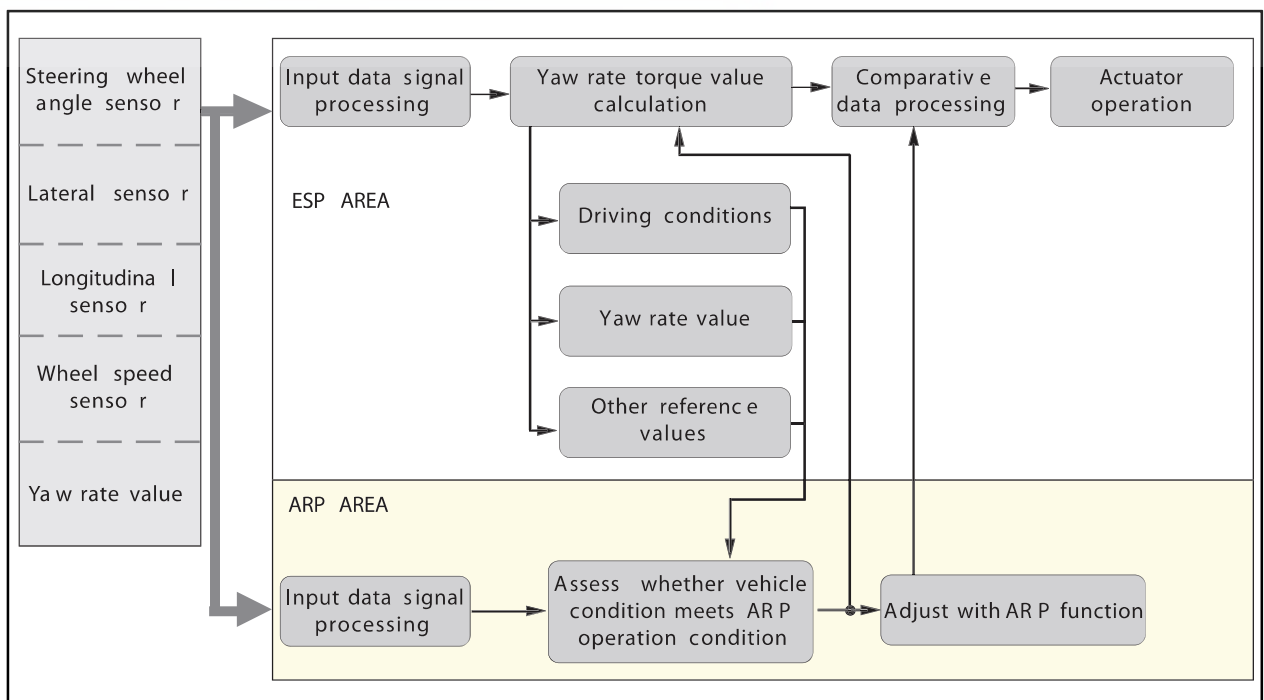 Steering wheel
angle sensor
Lateral sensor
Longitudinal
sensor
Wheel speed
sensor
Yaw rate value
Input data signal
processing
Yaw rate torque value
calculation
Comparative
data processing
Actuator
operation
ESP AREA
Driving conditions
Yaw rate value
Other reference
values
ARP AREA
Input data signal
processing
Assess whether vehicle
condition meets ARP
operation condition
Adjust with ARP function